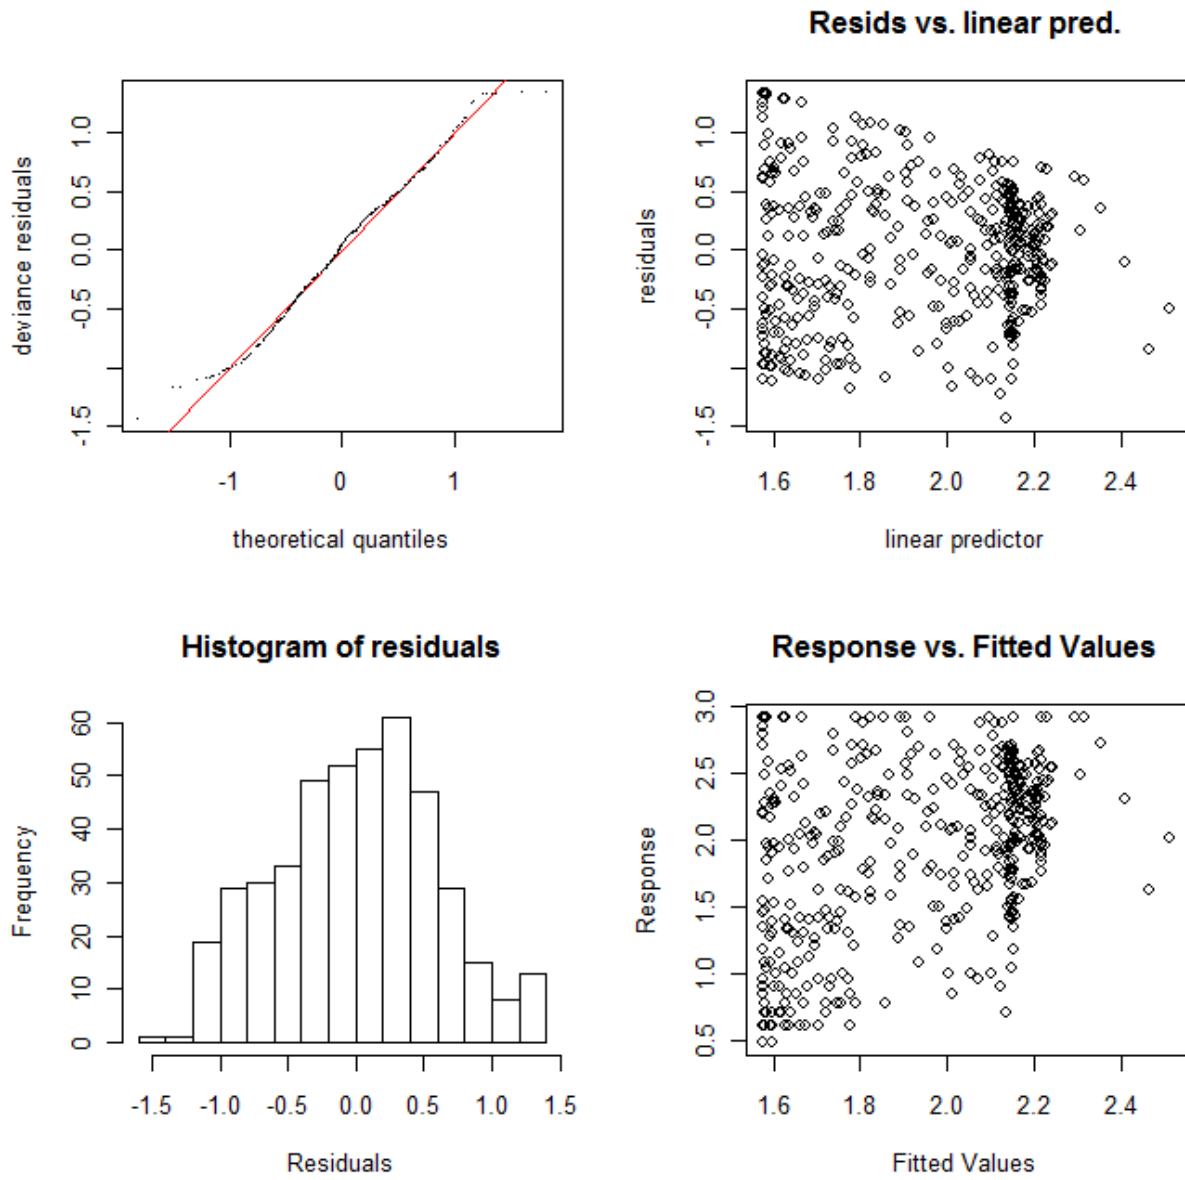 deviance residuals
1.0
0.5
0.0
-0.5
-1.5
-1 0 1
theoretical quantiles
Resids vs. linear pred.
residuals
1.0
0.5
0.0
-0.5
-1.5
1.6 1.8 2.0 2.2 2.4
linear predictor
Histogram of residuals
Frequency
60
50
40
30
20
10
0
-1.5 -1.0 -0.5 0.0 0.5 1.0 1.5
Residuals
Response vs. Fitted Values
Response
3.0
2.5
2.0
1.5
1.0
0.5
1.6 1.8 2.0 2.2 2.4
Fitted Values